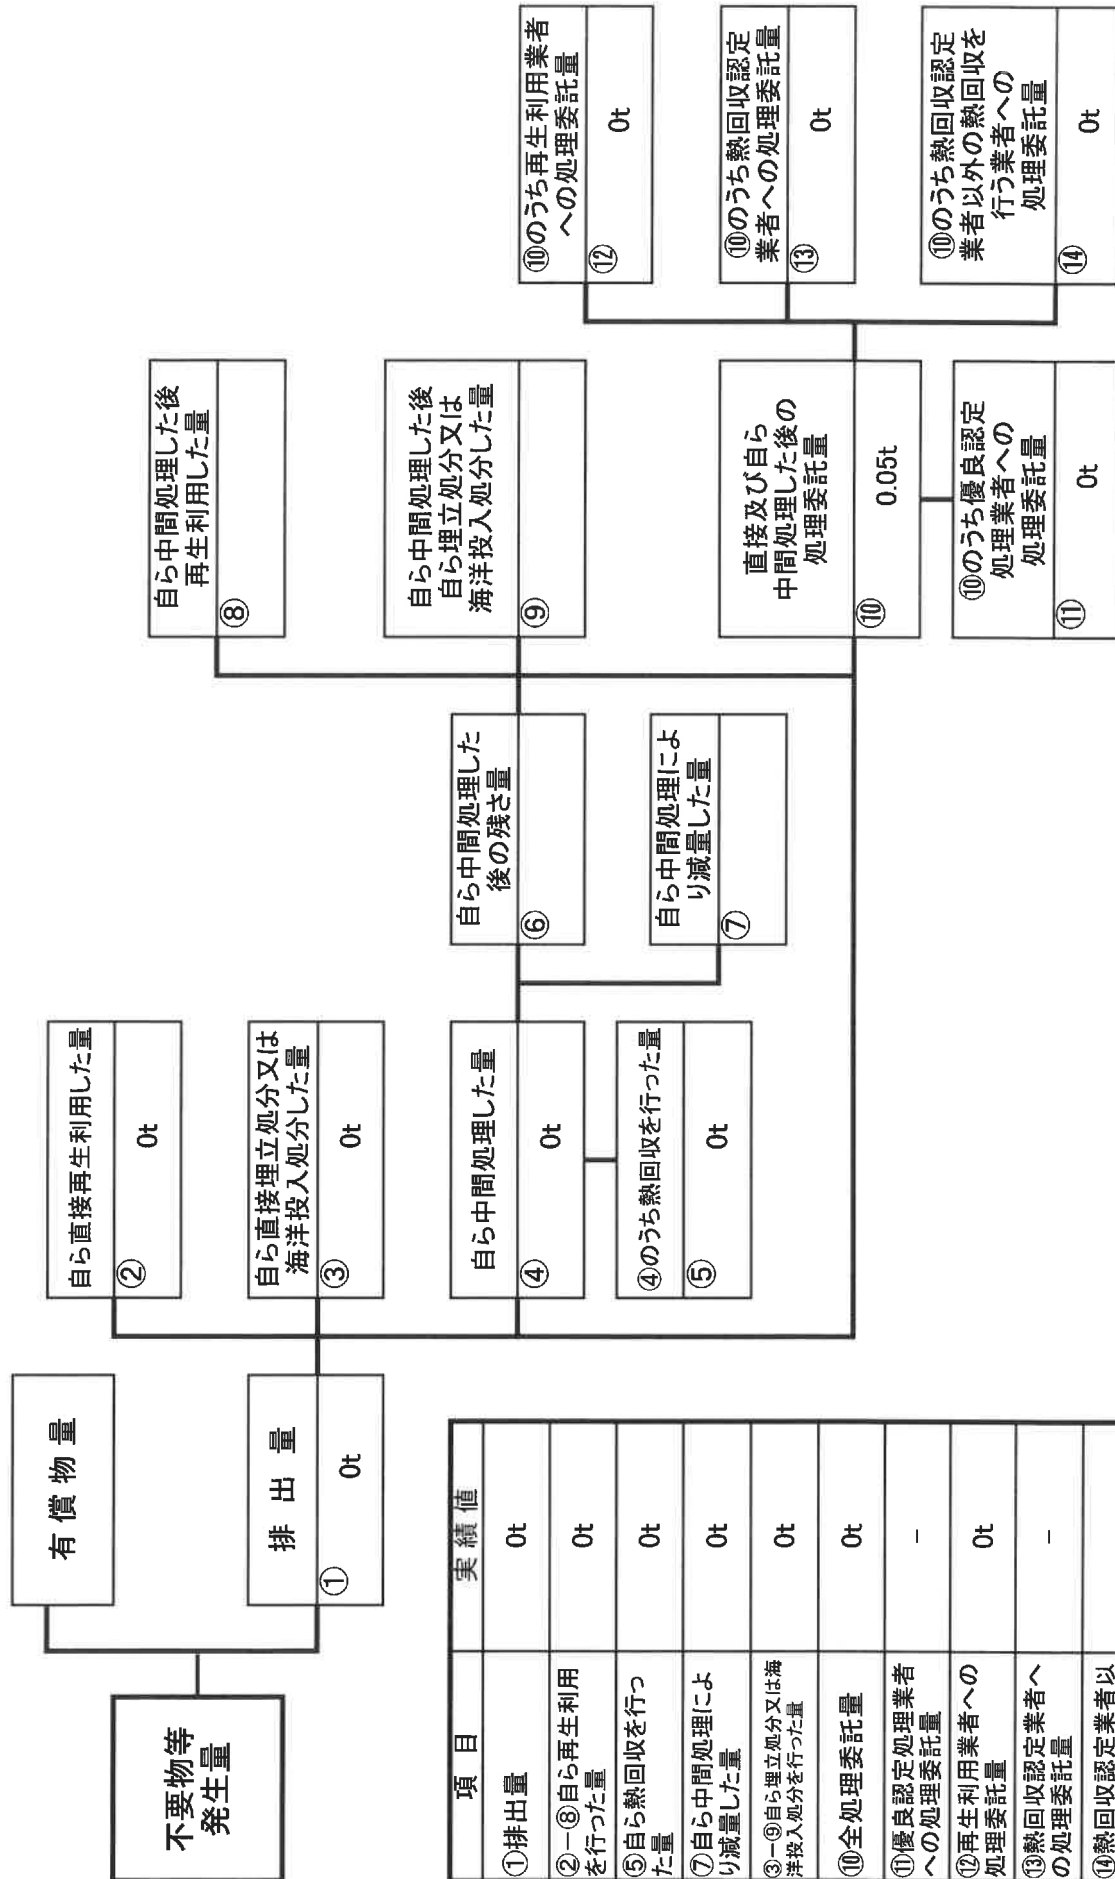 不要物等
発生量
有 償 物 量
排 出 量
①
0t
自ら直接再生利用した量
②
0t
自ら直接埋立処分又は
海洋投入処分した量
③
0t
自ら中間処理した量
④
0t
④のうち熱回収を行った量
⑤
0t
自ら中間処理した
後の残さ量
⑥
自ら中間処理によ
り減量した量
⑦
自ら中間処理した後
再生利用した量
⑧
自ら中間処理した後
自ら埋立処分又は
海洋投入処分した量
⑨
直接及び自ら
中間処理した後の
処理委託量
⑩
0.05t
⑩のうち優良認定
処理業者への
処理委託量
⑪
0t
⑩のうち再生利用業者
への処理委託量
⑫
0t
⑩のうち熱回収認定
業者への処理委託量
⑬
0t
⑩のうち熱回収認定
業者以外の熱回収を
行う業者への
処理委託量
⑭
0t
項 目
実 績 値
①排出量
0t
②−⑧自ら再生利用
を行った量
0t
⑤自ら熱回収を行っ
た量
0t
⑦自ら中間処理によ
り減量した量
0t
③−⑨自ら埋立処分又は海
洋投入処分を行った量
0t
⑩全処理委託量
0t
⑪優良認定処理業者
への処理委託量
−
⑫再生利用業者への
処理委託量
0t
⑬熱回収認定業者へ
の処理委託量
−
⑭熱回収認定業者以